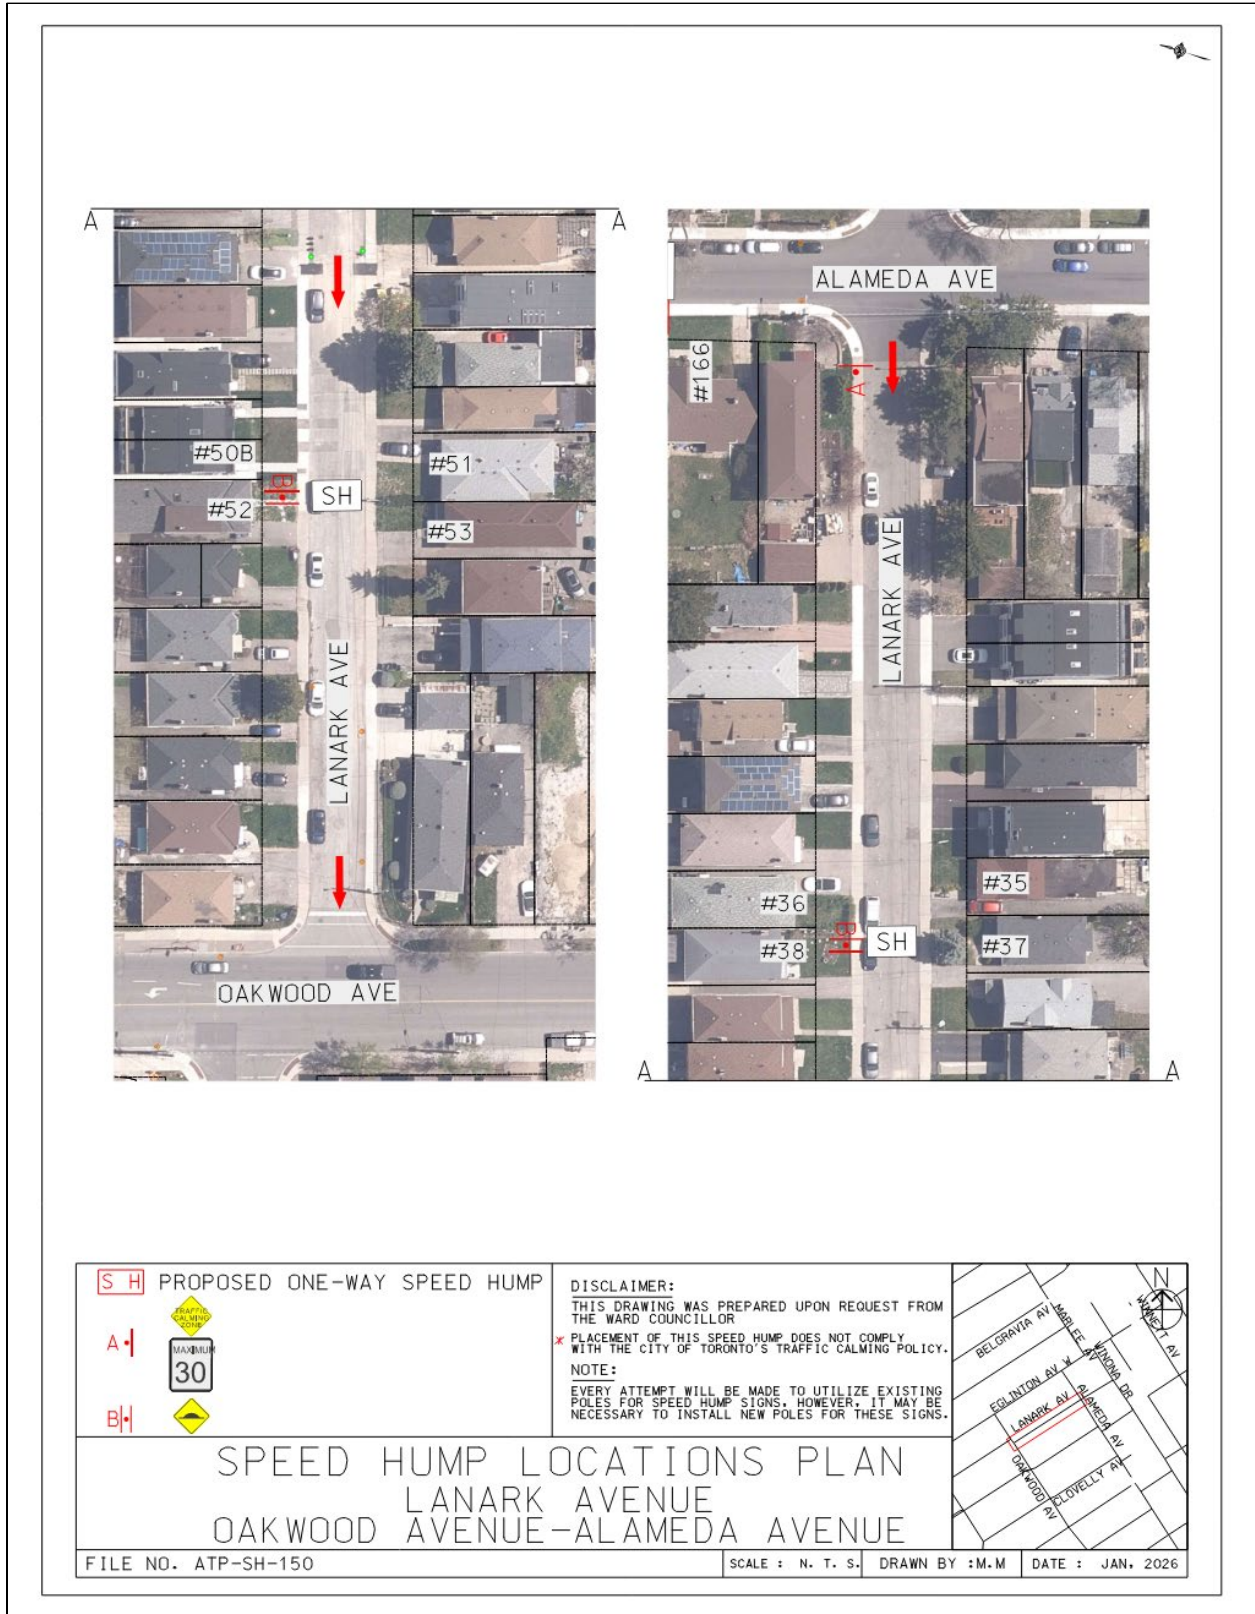 A A
#50B
#51
SH
B
#52
#53
LANARK AVE
OAKWOOD AVE
ALAMEDA AVE
#166
A
LANARK AVE
#36
#35
B
SH
#38
#37
A A
S H PROPOSED ONE-WAY SPEED HUMP
TRAFFIC
CALMING
ZONE
A
MAXIMUM
30
B
DISCLAIMER:
THIS DRAWING WAS PREPARED UPON REQUEST FROM
THE WARD COUNCILLOR
* PLACEMENT OF THIS SPEED HUMP DOES NOT COMPLY
WITH THE CITY OF TORONTO'S TRAFFIC CALMING POLICY.
NOTE:
EVERY ATTEMPT WILL BE MADE TO UTILIZE EXISTING
POLES FOR SPEED HUMP SIGNS. HOWEVER, IT MAY BE
NECESSARY TO INSTALL NEW POLES FOR THESE SIGNS.
N
BELGRAVIA AV
MARLEE AV
WINNETT AV
WINONA DR
EGLINTON AV W
ALAMEDA AV
LANARK AV
OAKWOOD AV
CLOVELLY AV
SPEED HUMP LOCATIONS PLAN
LANARK AVENUE
OAKWOOD AVENUE-ALAMEDA AVENUE
FILE NO. ATP-SH-150
SCALE : N. T. S.
DRAWN BY :M.M
DATE : JAN, 2026